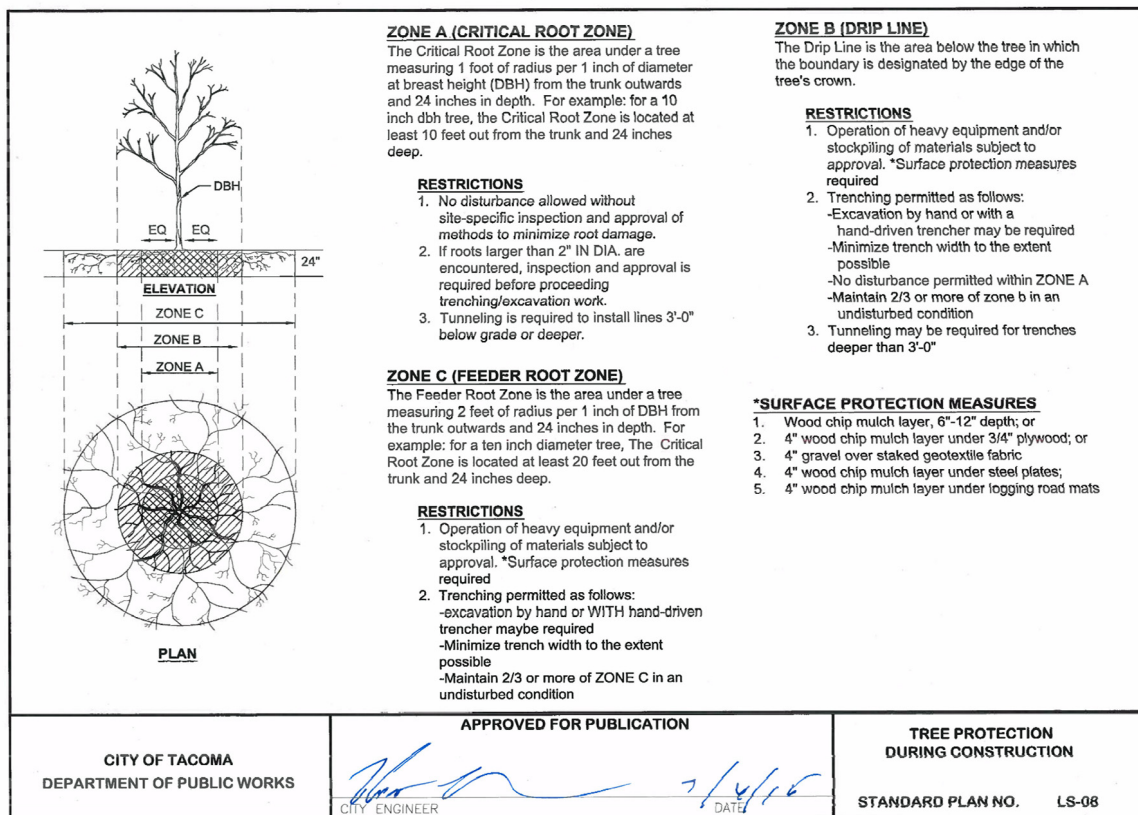 DBH
EQ EQ
24"
ELEVATION
ZONE C
ZONE B
ZONE A
PLAN
ZONE A (CRITICAL ROOT ZONE)
The Critical Root Zone is the area under a tree
measuring 1 foot of radius per 1 inch of diameter
at breast height (DBH) from the trunk outwards
and 24 inches in depth. For example: for a 10
inch dbh tree, the Critical Root Zone is located at
least 10 feet out from the trunk and 24 inches
deep.
RESTRICTIONS
1. No disturbance allowed without
site-specific inspection and approval of
methods to minimize root damage.
2. If roots larger than 2" IN DIA. are
encountered, inspection and approval is
required before proceeding
trenching/excavation work.
3. Tunneling is required to install lines 3'-0"
below grade or deeper.
ZONE C (FEEDER ROOT ZONE)
The Feeder Root Zone is the area under a tree
measuring 2 feet of radius per 1 inch of DBH from
the trunk outwards and 24 inches in depth. For
example: for a ten inch diameter tree, The Critical
Root Zone is located at least 20 feet out from the
trunk and 24 inches deep.
RESTRICTIONS
1. Operation of heavy equipment and/or
stockpiling of materials subject to
approval. *Surface protection measures
required
2. Trenching permitted as follows:
-excavation by hand or WITH hand-driven
trencher maybe required
-Minimize trench width to the extent
possible
-Maintain 2/3 or more of ZONE C in an
undisturbed condition
ZONE B (DRIP LINE)
The Drip Line is the area below the tree in which
the boundary is designated by the edge of the
tree's crown.
RESTRICTIONS
1. Operation of heavy equipment and/or
stockpiling of materials subject to
approval. *Surface protection measures
required
2. Trenching permitted as follows:
-Excavation by hand or with a
hand-driven trencher may be required
-Minimize trench width to the extent
possible
-No disturbance permitted within ZONE A
-Maintain 2/3 or more of zone b in an
undisturbed condition
3. Tunneling may be required for trenches
deeper than 3'-0"
*SURFACE PROTECTION MEASURES
1. Wood chip mulch layer, 6"-12" depth; or
2. 4" wood chip mulch layer under 3/4" plywood; or
3. 4" gravel over staked geotextile fabric
4. 4" wood chip mulch layer under steel plates;
5. 4" wood chip mulch layer under logging road mats
CITY OF TACOMA
DEPARTMENT OF PUBLIC WORKS
APPROVED FOR PUBLICATION
CITY ENGINEER
DATE
TREE PROTECTION
DURING CONSTRUCTION
STANDARD PLAN NO. LS-08